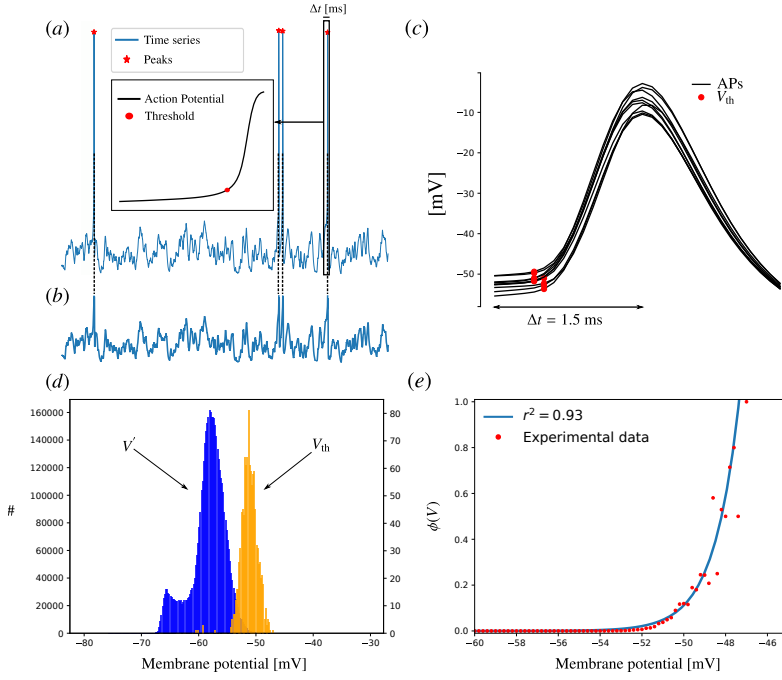 (a)
Δt [ms]
Time series
Peaks
Action Potential
Threshold
(b)
(c)
APs
Vth
0
−10
−20
−30
−40
−50
[mV]
Δt = 1.5 ms
(d)
160000
140000
120000
100000
80000
60000
40000
20000
0
#
V′
Vth
80
70
60
50
40
30
20
10
0
−80 −70 −60 −50 −40 −30
Membrane potential [mV]
(e)
r² = 0.93
Experimental data
1.0
0.8
0.6
0.4
0.2
0.0
ϕ(V)
−60 −58 −56 −54 −52 −50 −48 −46
Membrane potential [mV]